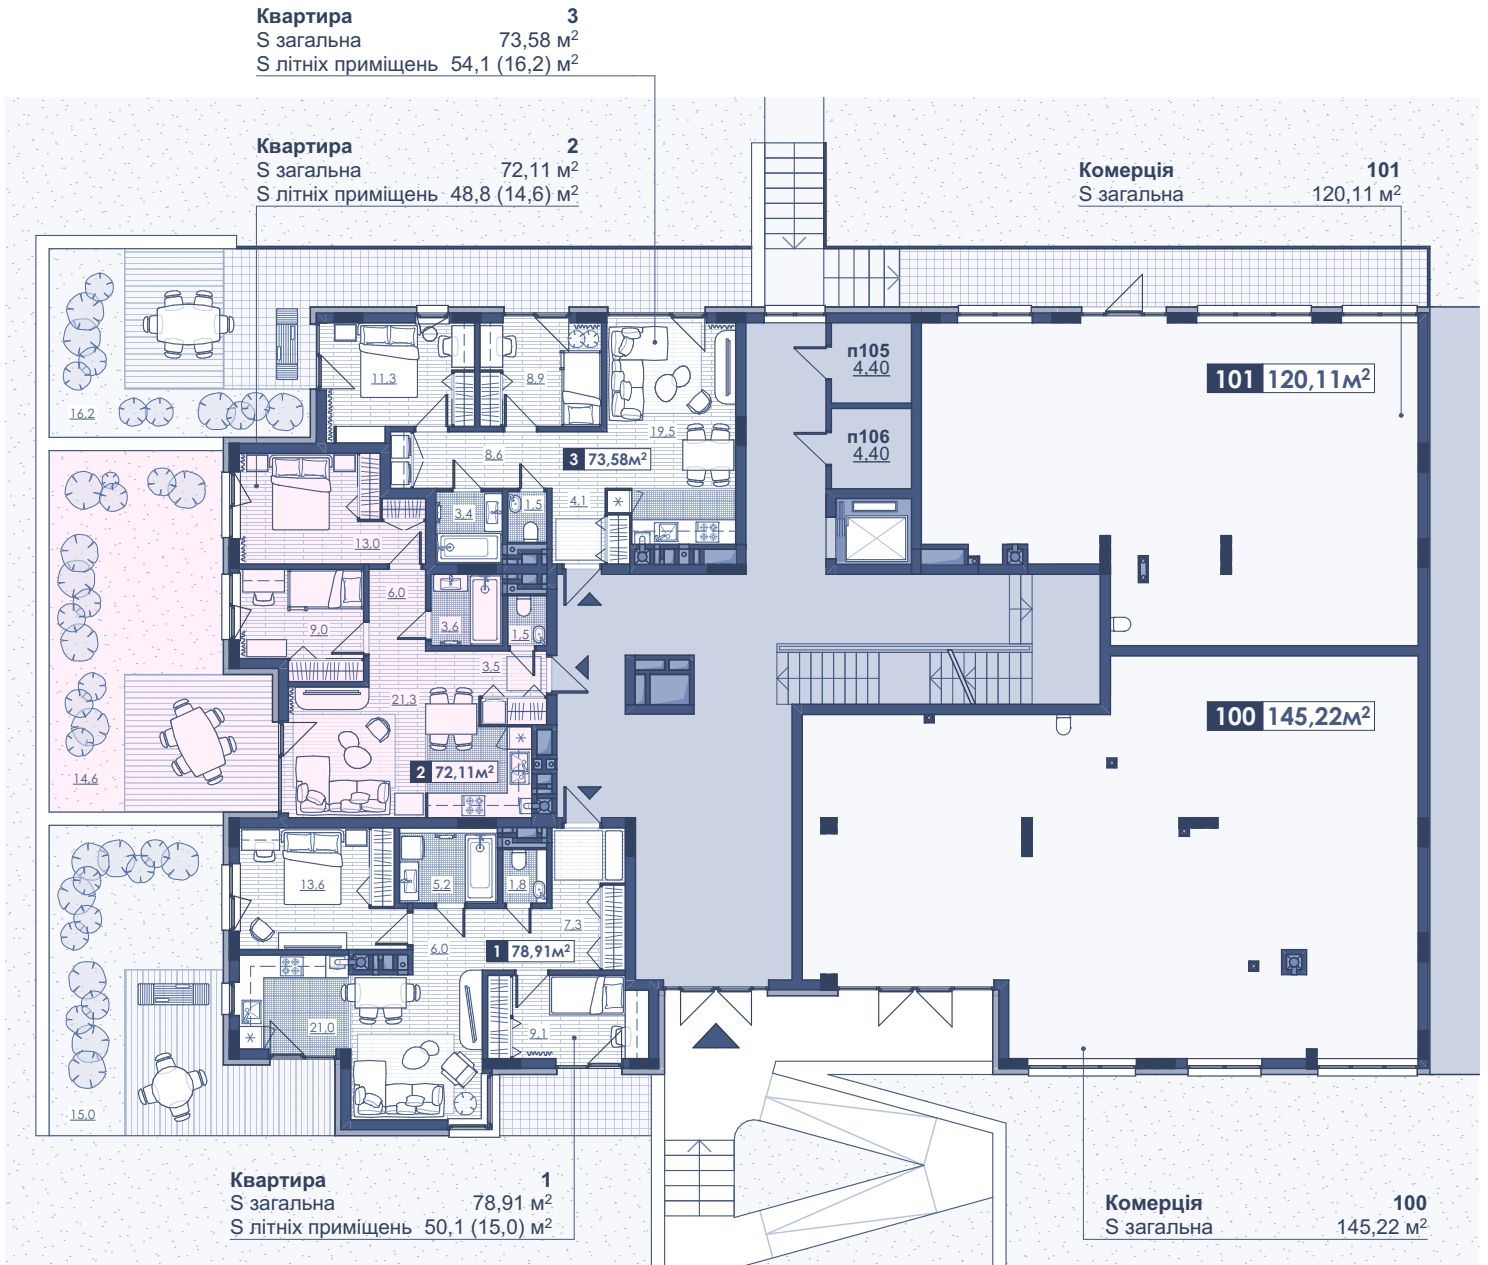 Квартира 3
S загальна 73,58 м²
S літніх приміщень 54,1 (16,2) м²
Квартира 2
S загальна 72,11 м²
S літніх приміщень 48,8 (14,6) м²
Комерція 101
S загальна 120,11 м²
п105
4,40
101 120,11м²
11,3
8,9
16,2
19,5
п106
4,40
8,6
3 73,58м²
3,4
1,5
4,1
13,0
6,0
9,0
3,6
1,5
3,5
21,3
100 145,22м²
14,6
2 72,11м²
13,6
5,2
1,8
7,3
6,0
1 78,91м²
21,0
9,1
15,0
Квартира 1
S загальна 78,91 м²
S літніх приміщень 50,1 (15,0) м²
Комерція 100
S загальна 145,22 м²